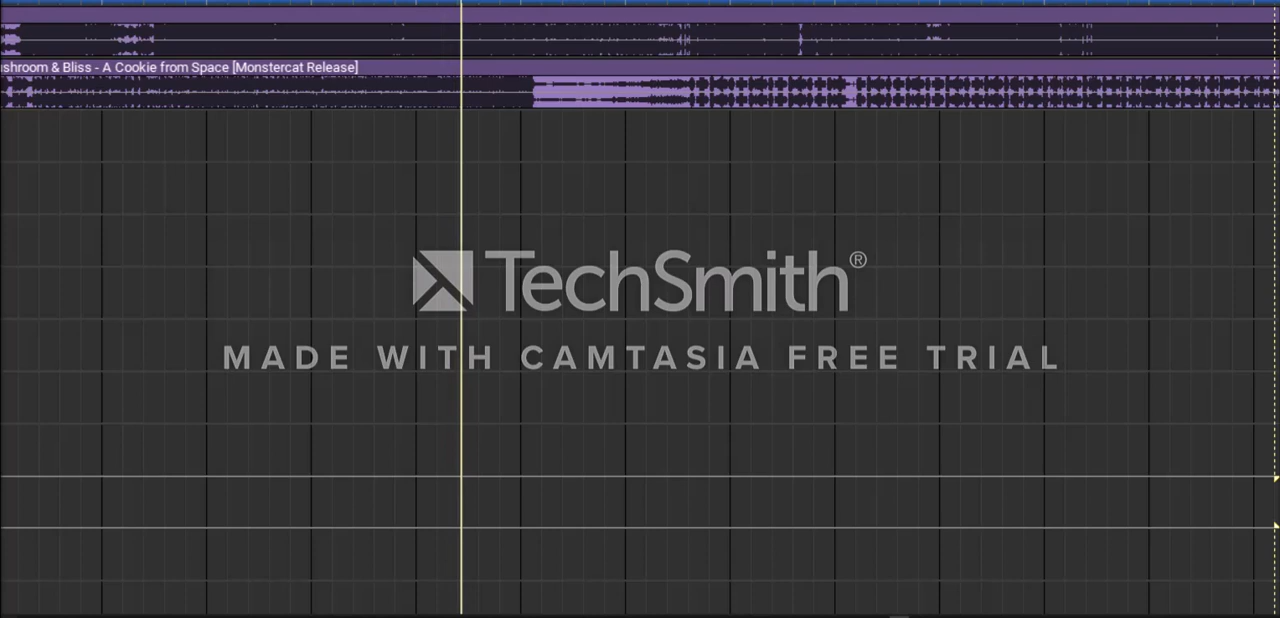 shroom & Bliss - A Cookie from Space [Monstercat Release]
TechSmith®
MADE WITH CAMTASIA FREE TRIAL